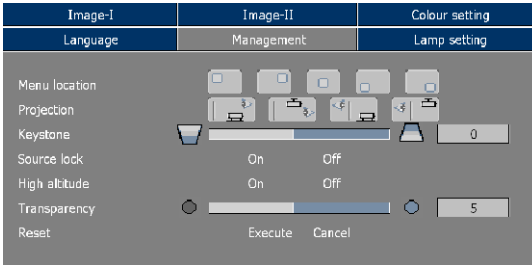 Image-I Image-II Colour setting
Language Management Lamp setting
Menu location
Projection
Keystone 0
Source lock On Off
High altitude On Off
Transparency 5
Reset Execute Cancel